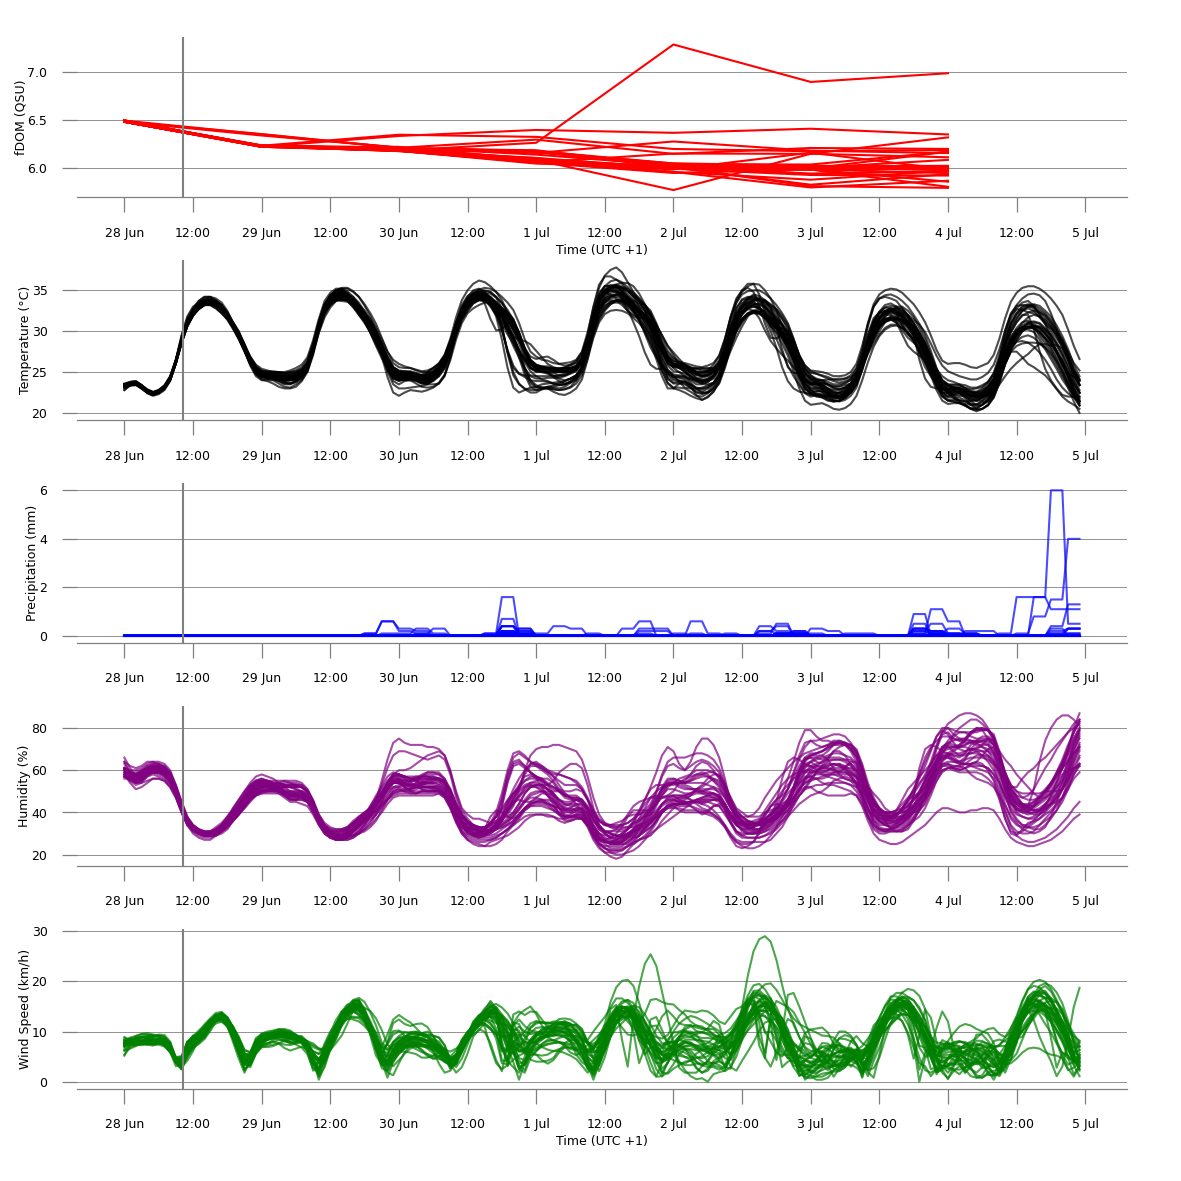 fDOM (QSU)
7.0
6.5
6.0
28 Jun 12:00 29 Jun 12:00 30 Jun 12:00 1 Jul 12:00 2 Jul 12:00 3 Jul 12:00 4 Jul 12:00 5 Jul
Time (UTC +1)
Temperature (°C)
35
30
25
20
28 Jun 12:00 29 Jun 12:00 30 Jun 12:00 1 Jul 12:00 2 Jul 12:00 3 Jul 12:00 4 Jul 12:00 5 Jul
Precipitation (mm)
6
4
2
0
28 Jun 12:00 29 Jun 12:00 30 Jun 12:00 1 Jul 12:00 2 Jul 12:00 3 Jul 12:00 4 Jul 12:00 5 Jul
Humidity (%)
80
60
40
20
28 Jun 12:00 29 Jun 12:00 30 Jun 12:00 1 Jul 12:00 2 Jul 12:00 3 Jul 12:00 4 Jul 12:00 5 Jul
Wind Speed (km/h)
30
20
10
0
28 Jun 12:00 29 Jun 12:00 30 Jun 12:00 1 Jul 12:00 2 Jul 12:00 3 Jul 12:00 4 Jul 12:00 5 Jul
Time (UTC +1)